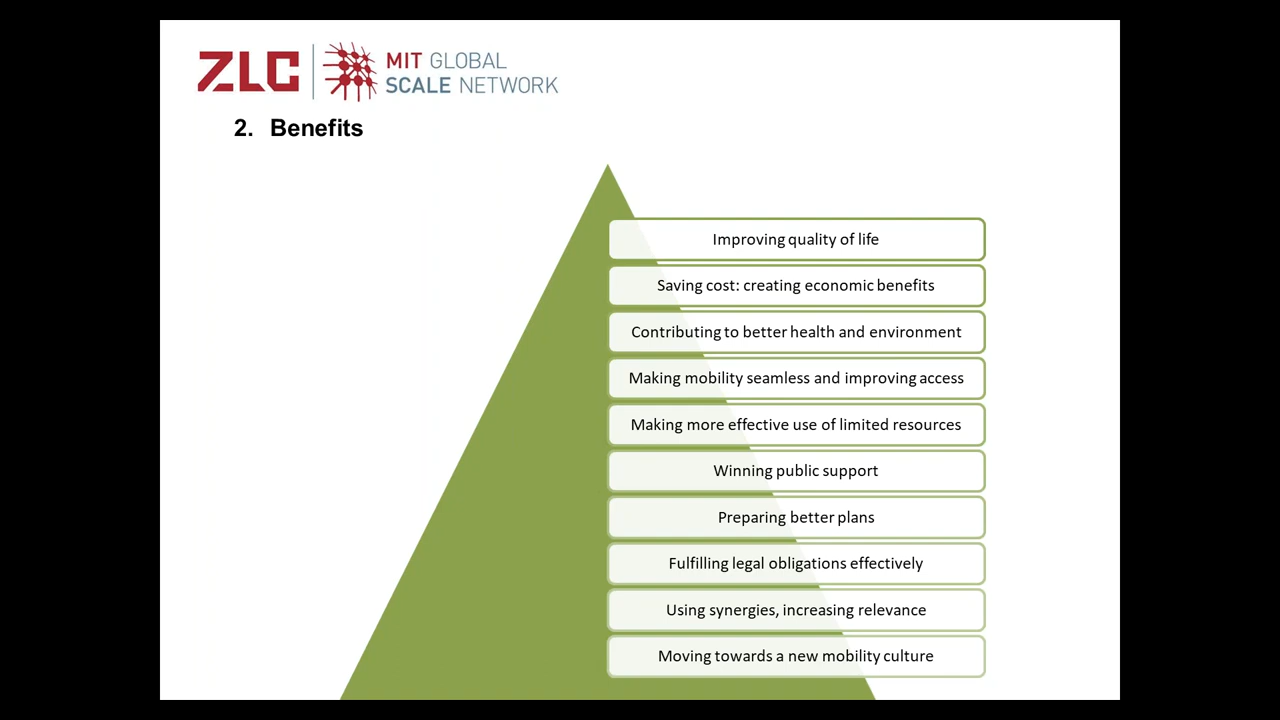 ZLC
MIT GLOBAL
SCALE NETWORK
2. Benefits
Improving quality of life
Saving cost: creating economic benefits
Contributing to better health and environment
Making mobility seamless and improving access
Making more effective use of limited resources
Winning public support
Preparing better plans
Fulfilling legal obligations effectively
Using synergies, increasing relevance
Moving towards a new mobility culture